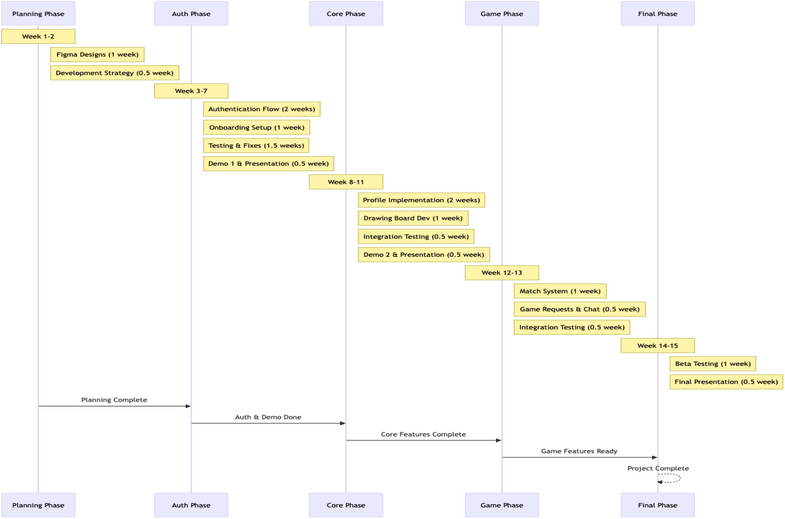 Planning Phase
Auth Phase
Core Phase
Game Phase
Final Phase
Week 1-2
Figma Designs (1 week)
Development Strategy (0.5 week)
Week 3-7
Authentication Flow (2 weeks)
Onboarding Setup (1 week)
Testing & Fixes (1.5 weeks)
Demo 1 & Presentation (0.5 week)
Week 8-11
Profile Implementation (2 weeks)
Drawing Board Dev (1 week)
Integration Testing (0.5 week)
Demo 2 & Presentation (0.5 week)
Week 12-13
Match System (1 week)
Game Requests & Chat (0.5 week)
Integration Testing (0.5 week)
Week 14-15
Beta Testing (1 week)
Final Presentation (0.5 week)
Planning Complete
Auth & Demo Done
Core Features Complete
Game Features Ready
Project Complete
Planning Phase
Auth Phase
Core Phase
Game Phase
Final Phase